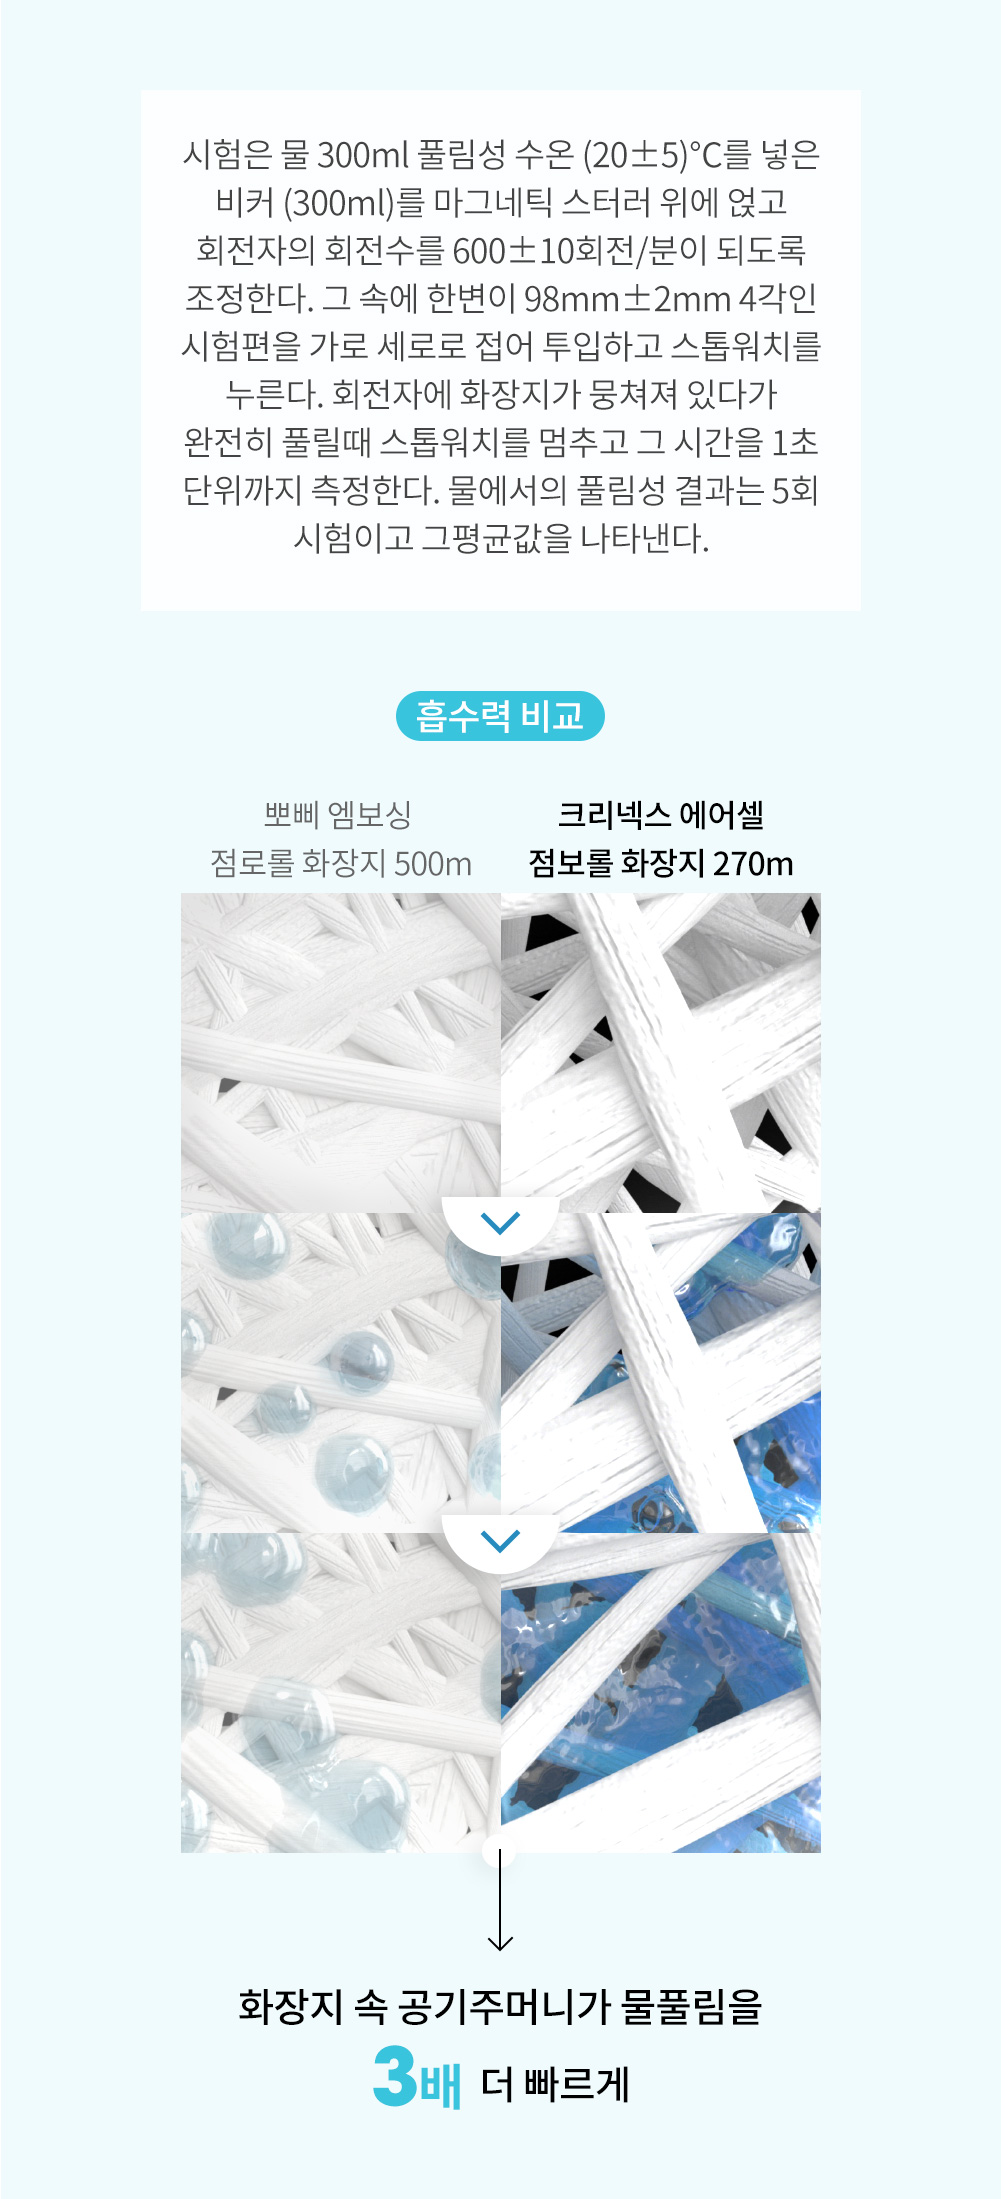 시험은 물 300ml 풀림성 수온 (20±5)°C를 넣은
비커 (300ml)를 마그네틱 스터러 위에 얹고
회전자의 회전수를 600±10회전/분이 되도록
조정한다. 그 속에 한변이 98mm±2mm 4각인
시험편을 가로 세로로 접어 투입하고 스톱워치를
누른다. 회전자에 화장지가 뭉쳐져 있다가
완전히 풀릴때 스톱워치를 멈추고 그 시간을 1초
단위까지 측정한다. 물에서의 풀림성 결과는 5회
시험이고 그평균값을 나타낸다.
흡수력 비교
뽀삐 엠보싱
점로롤 화장지 500m
크리넥스 에어셀
점보롤 화장지 270m
화장지 속 공기주머니가 물풀림을
3배 더 빠르게